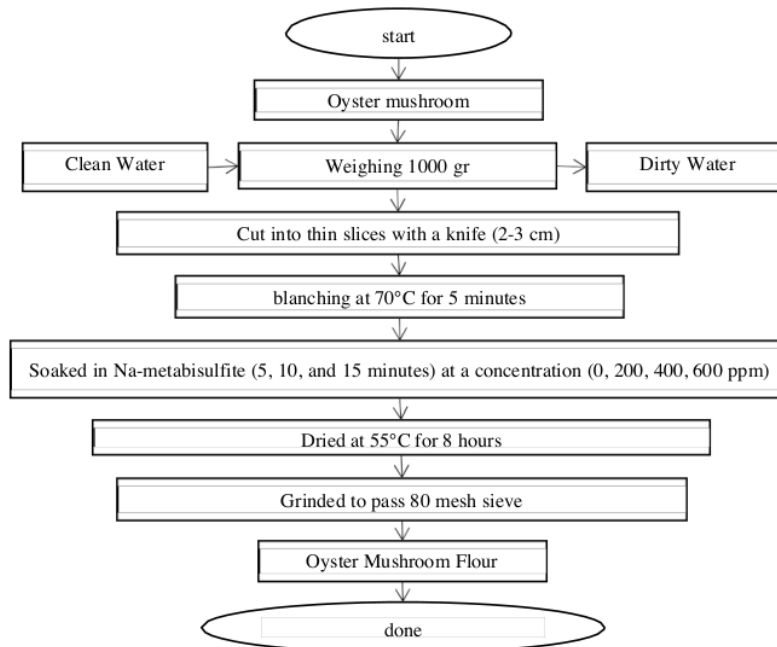 start
Oyster mushroom
Clean Water
Weighing 1000 gr
Dirty Water
Cut into thin slices with a knife (2-3 cm)
blanching at 70°C for 5 minutes
Soaked in Na-metabisulfite (5, 10, and 15 minutes) at a concentration (0, 200, 400, 600 ppm)
Dried at 55°C for 8 hours
Grinded to pass 80 mesh sieve
Oyster Mushroom Flour
done